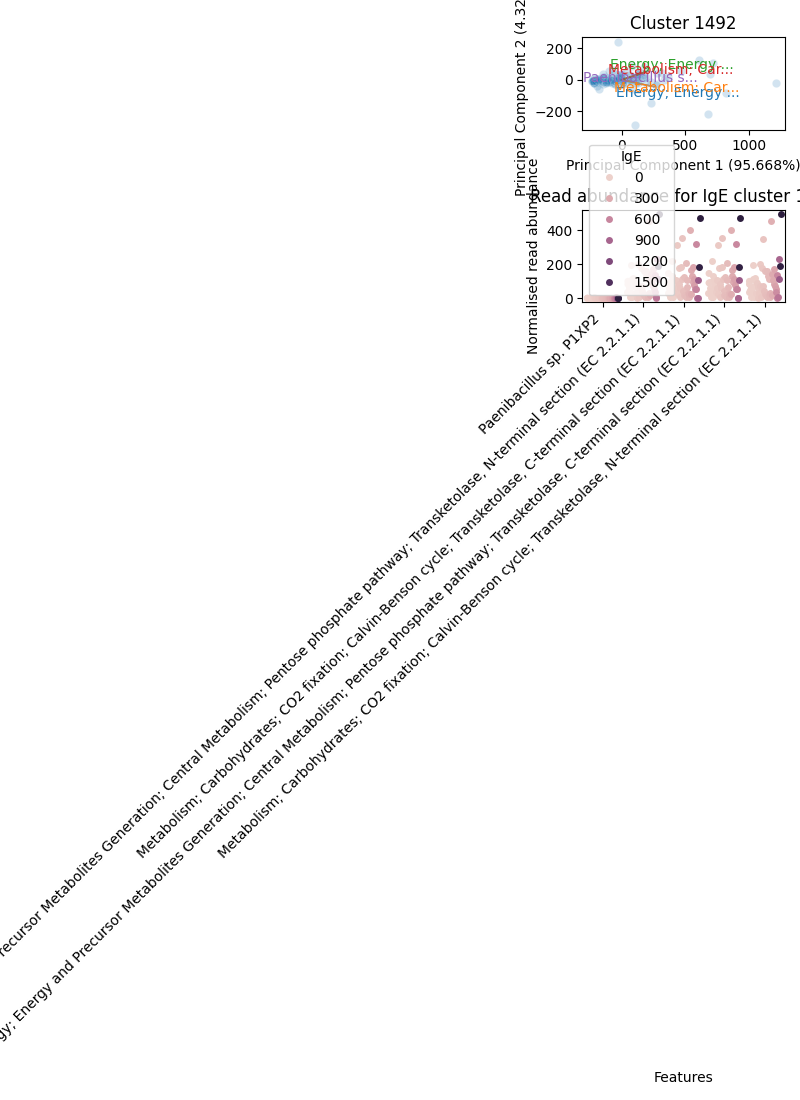 Cluster 1492
Principal Component 2 (4.32
200
0
−200
Energy; Energy ...
Metabolism; Car...
Paenibacillus s...
Metabolism; Car...
Energy; Energy ...
0
500
1000
Principal Component 1 (95.668%)
Read abundance for IgE cluster 1
Normalised read abundance
400
200
0
IgE
0
300
600
900
1200
1500
Paenibacillus sp. P1XP2
recursor Metabolites Generation; Central Metabolism; Pentose phosphate pathway; Transketolase, N-terminal section (EC 2.2.1.1)
Metabolism; Carbohydrates; CO2 fixation; Calvin-Benson cycle; Transketolase, C-terminal section (EC 2.2.1.1)
gy; Energy and Precursor Metabolites Generation; Central Metabolism; Pentose phosphate pathway; Transketolase, C-terminal section (EC 2.2.1.1)
Metabolism; Carbohydrates; CO2 fixation; Calvin-Benson cycle; Transketolase, N-terminal section (EC 2.2.1.1)
Features